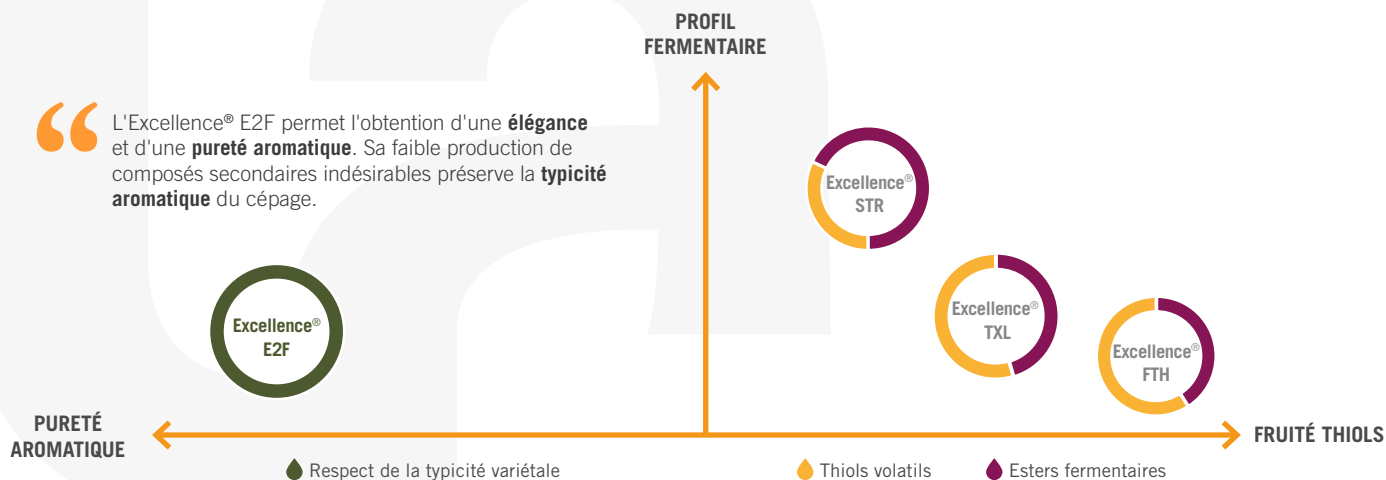 PROFIL
FERMENTAIRE
“
L'Excellence® E2F permet l'obtention d'une élégance
et d'une pureté aromatique. Sa faible production de
composés secondaires indésirables préserve la typicité
aromatique du cépage.
Excellence®
STR
Excellence®
E2F
Excellence®
TXL
Excellence®
FTH
PURETÉ
AROMATIQUE
FRUITÉ THIOLS
Respect de la typicité variétale
Thiols volatils
Esters fermentaires